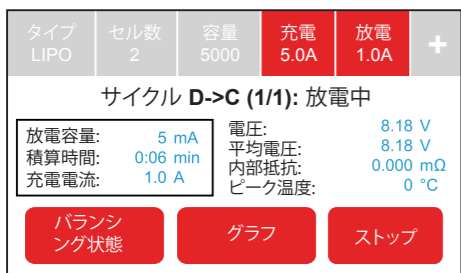 タイプ セル数 容量 充電 放電 +
LIPO 2 5000 5.0A 1.0A
サイクル D->C (1/1): 放電中
放電容量: 5 mA
積算時間: 0:06 min
充電電流: 1.0 A
電圧: 8.18 V
平均電圧: 8.18 V
内部抵抗: 0.000 mΩ
ピーク温度: 0 °C
バランシ
ング状態
グラフ
ストップ